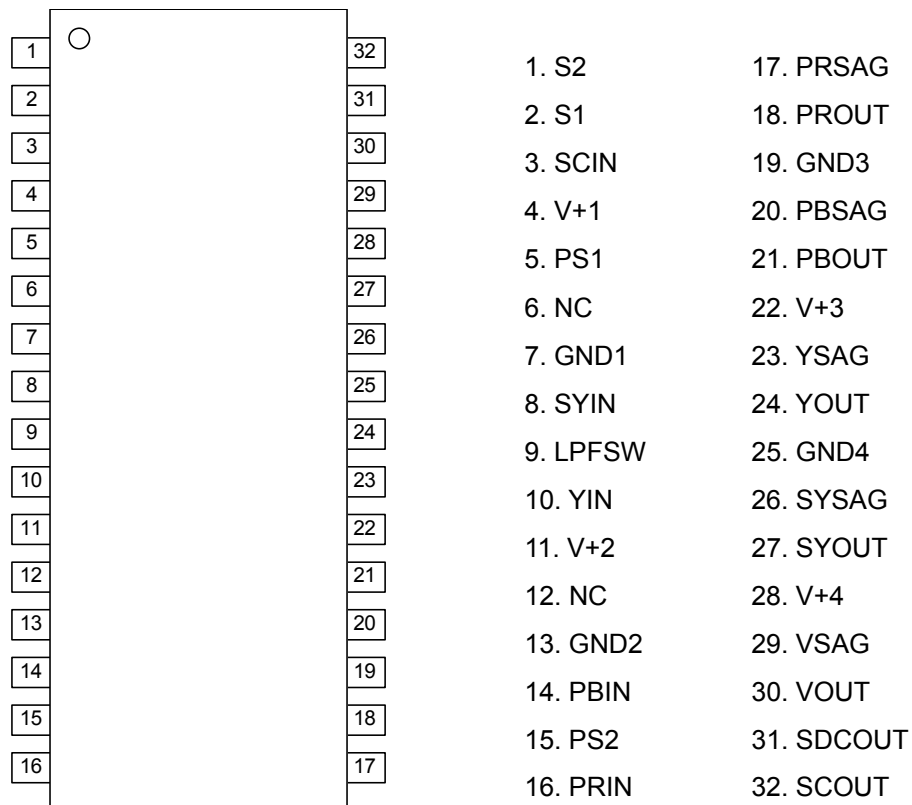 1 32
2 31
3 30
4 29
5 28
6 27
7 26
8 25
9 24
10 23
11 22
12 21
13 20
14 19
15 18
16 17
1. S2
2. S1
3. SCIN
4. V+1
5. PS1
6. NC
7. GND1
8. SYIN
9. LPFSW
10. YIN
11. V+2
12. NC
13. GND2
14. PBIN
15. PS2
16. PRIN
17. PRSAG
18. PROUT
19. GND3
20. PBSAG
21. PBOUT
22. V+3
23. YSAG
24. YOUT
25. GND4
26. SYSAG
27. SYOUT
28. V+4
29. VSAG
30. VOUT
31. SDCOUT
32. SCOUT